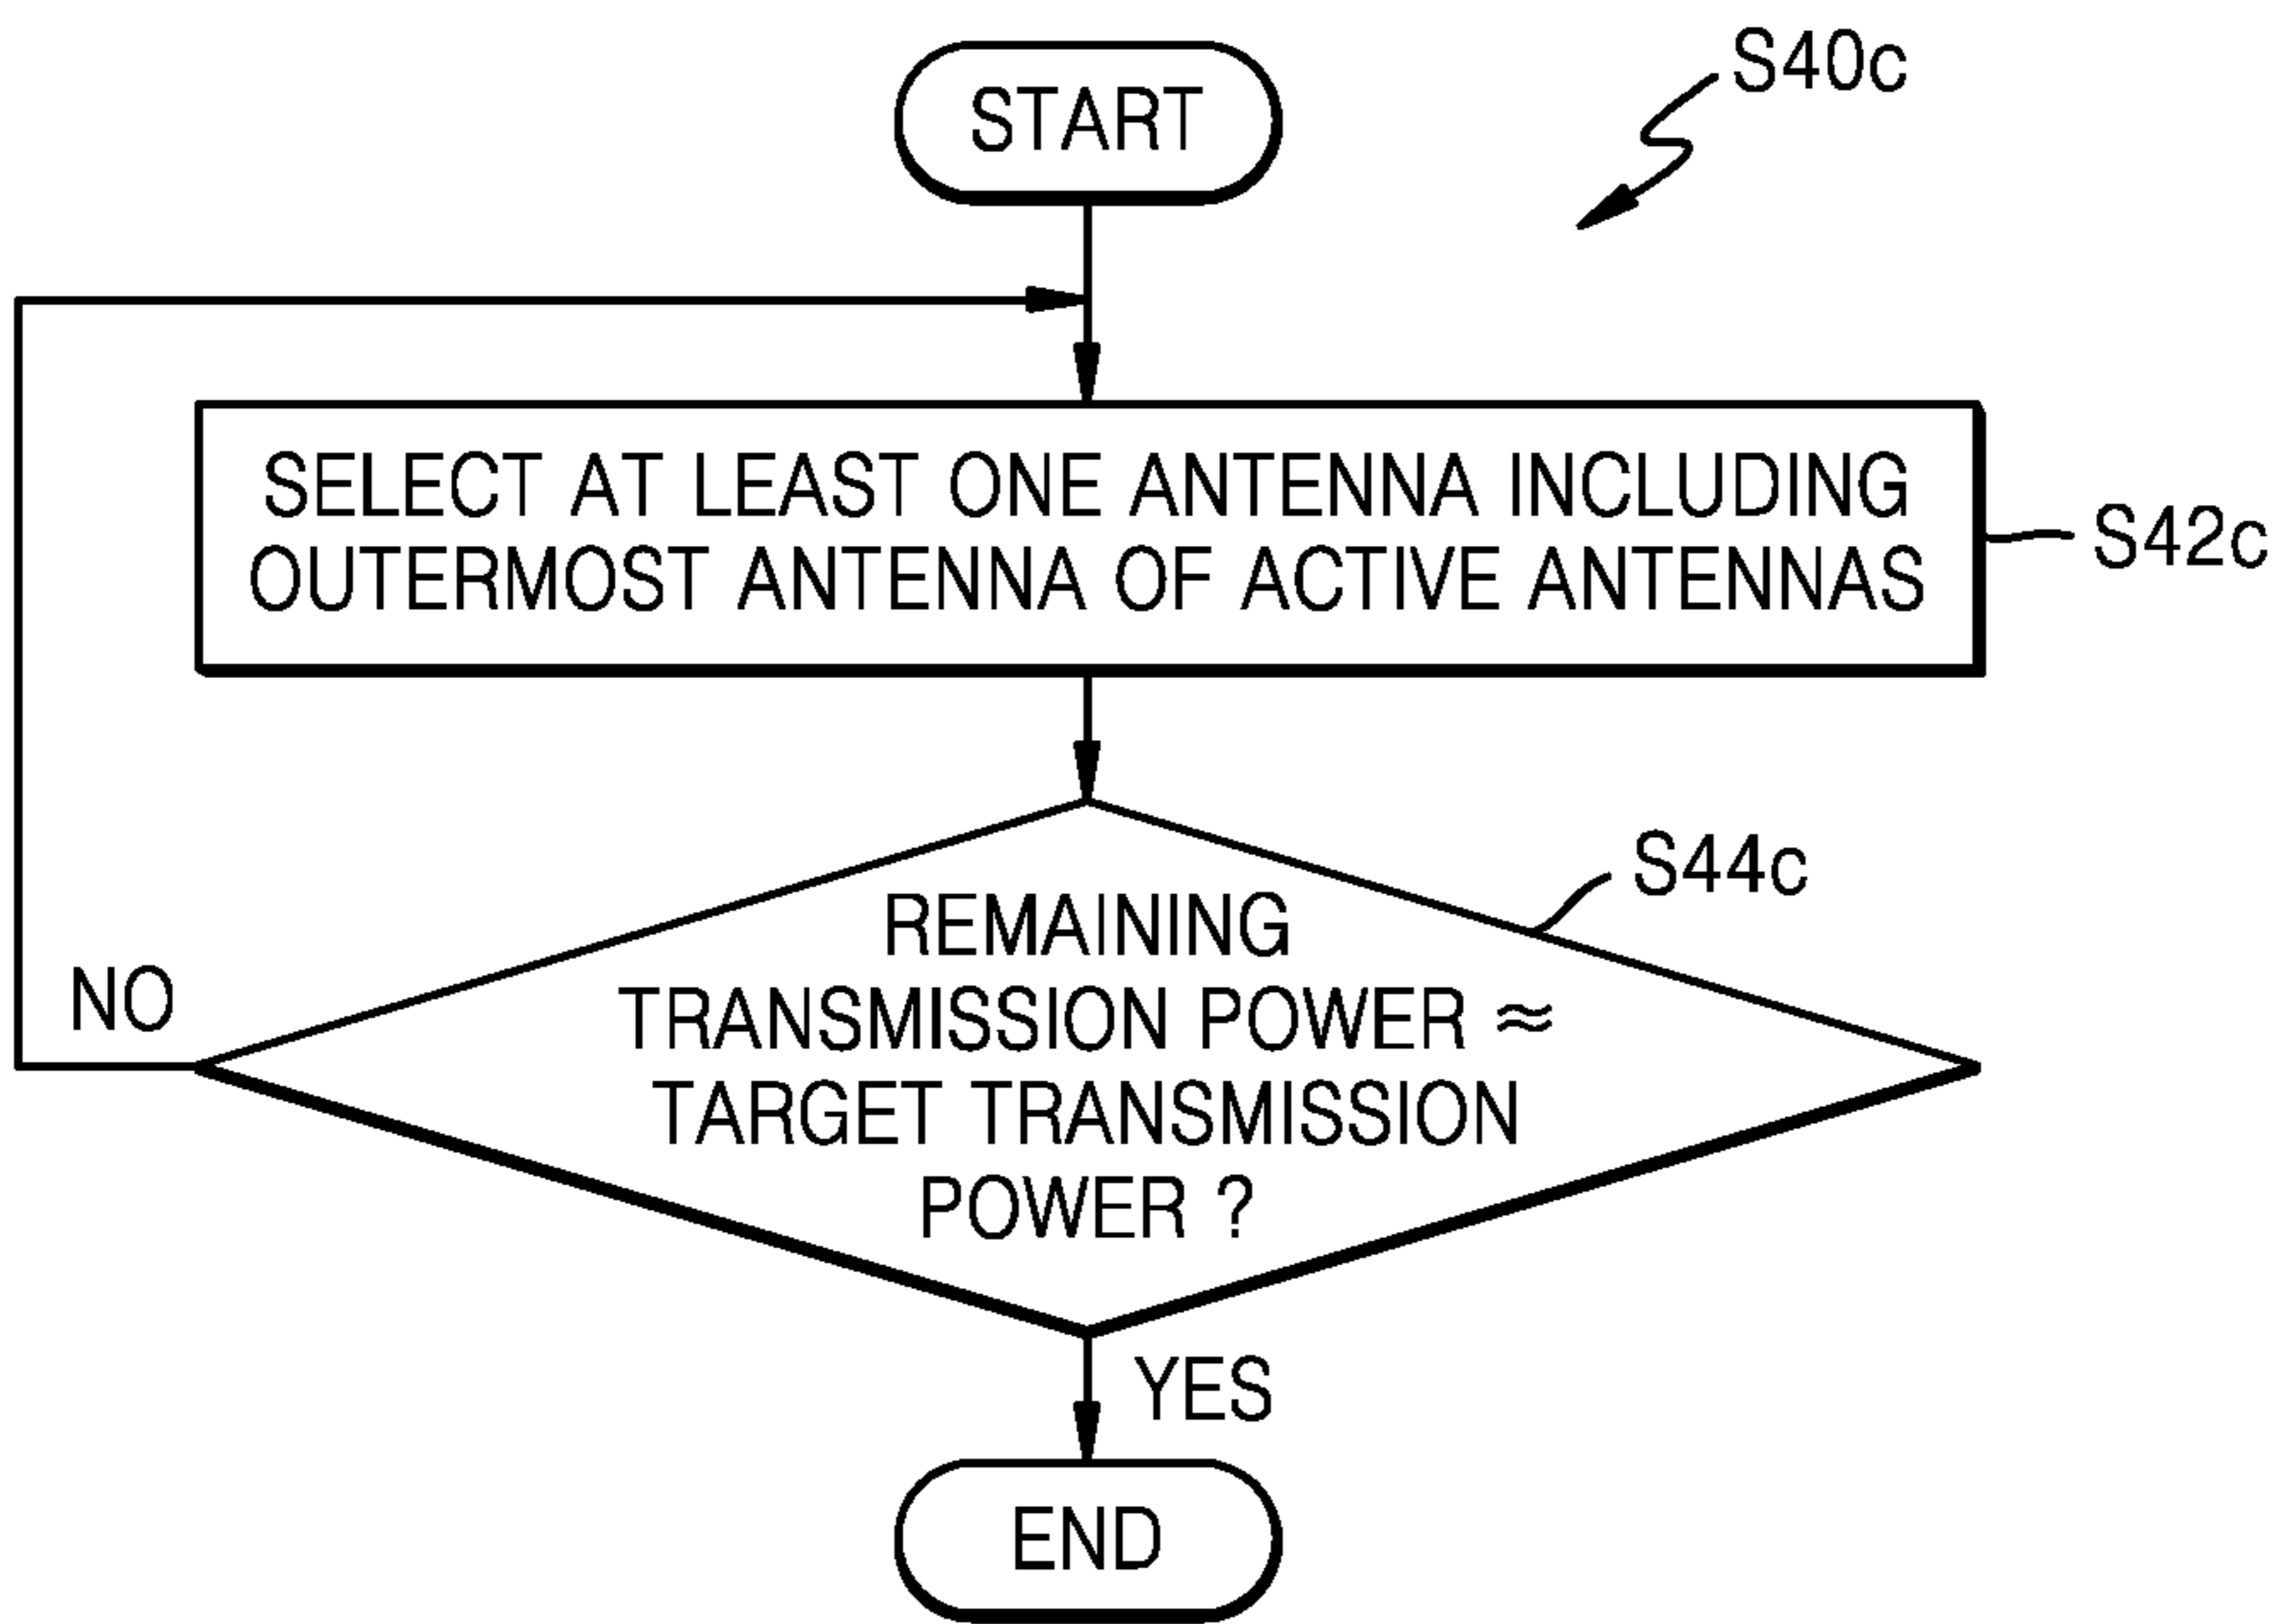 START
S40c
SELECT AT LEAST ONE ANTENNA INCLUDING
OUTERMOST ANTENNA OF ACTIVE ANTENNAS
S42c
S44c
REMAINING
TRANSMISSION POWER ≈
TARGET TRANSMISSION
POWER ?
NO
YES
END